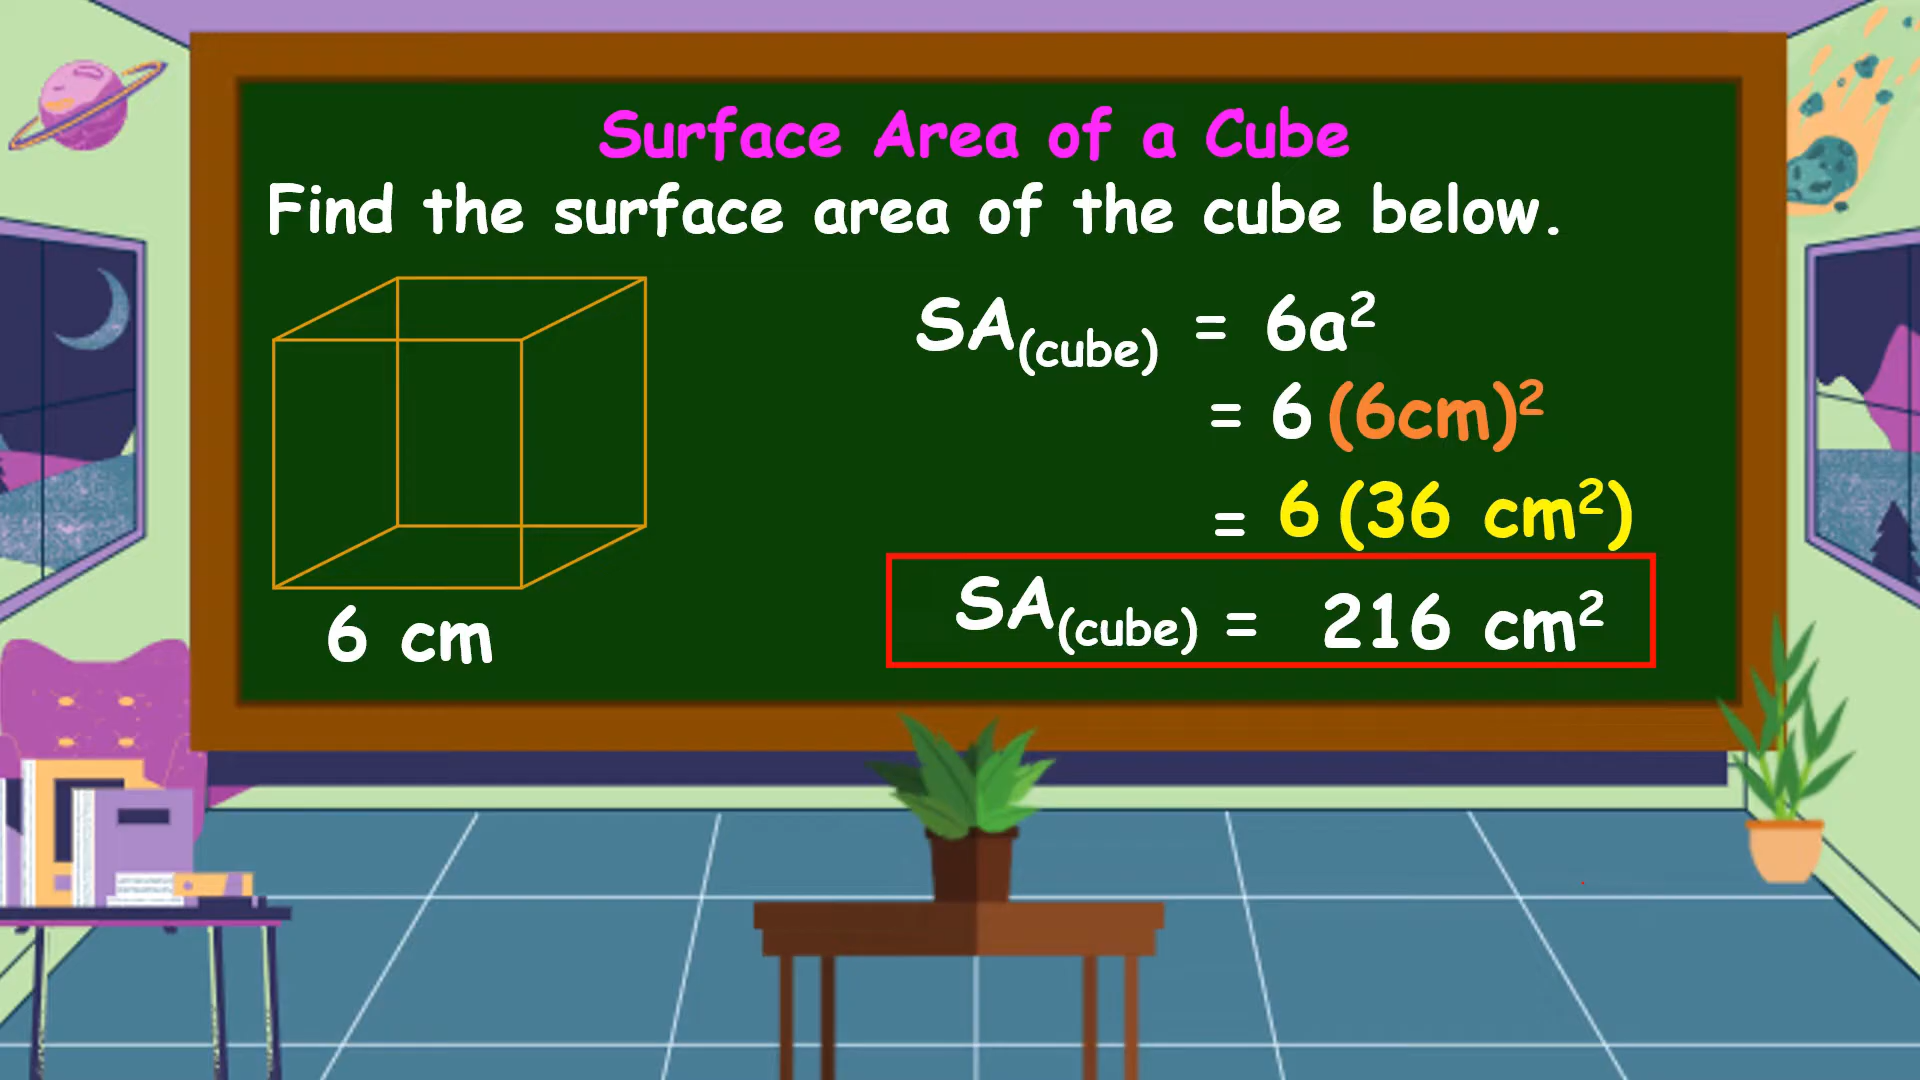 Surface Area of a Cube
Find the surface area of the cube below.
SA(cube) = 6a²
= 6 (6cm)²
= 6 (36 cm²)
6 cm
SA(cube) = 216 cm²